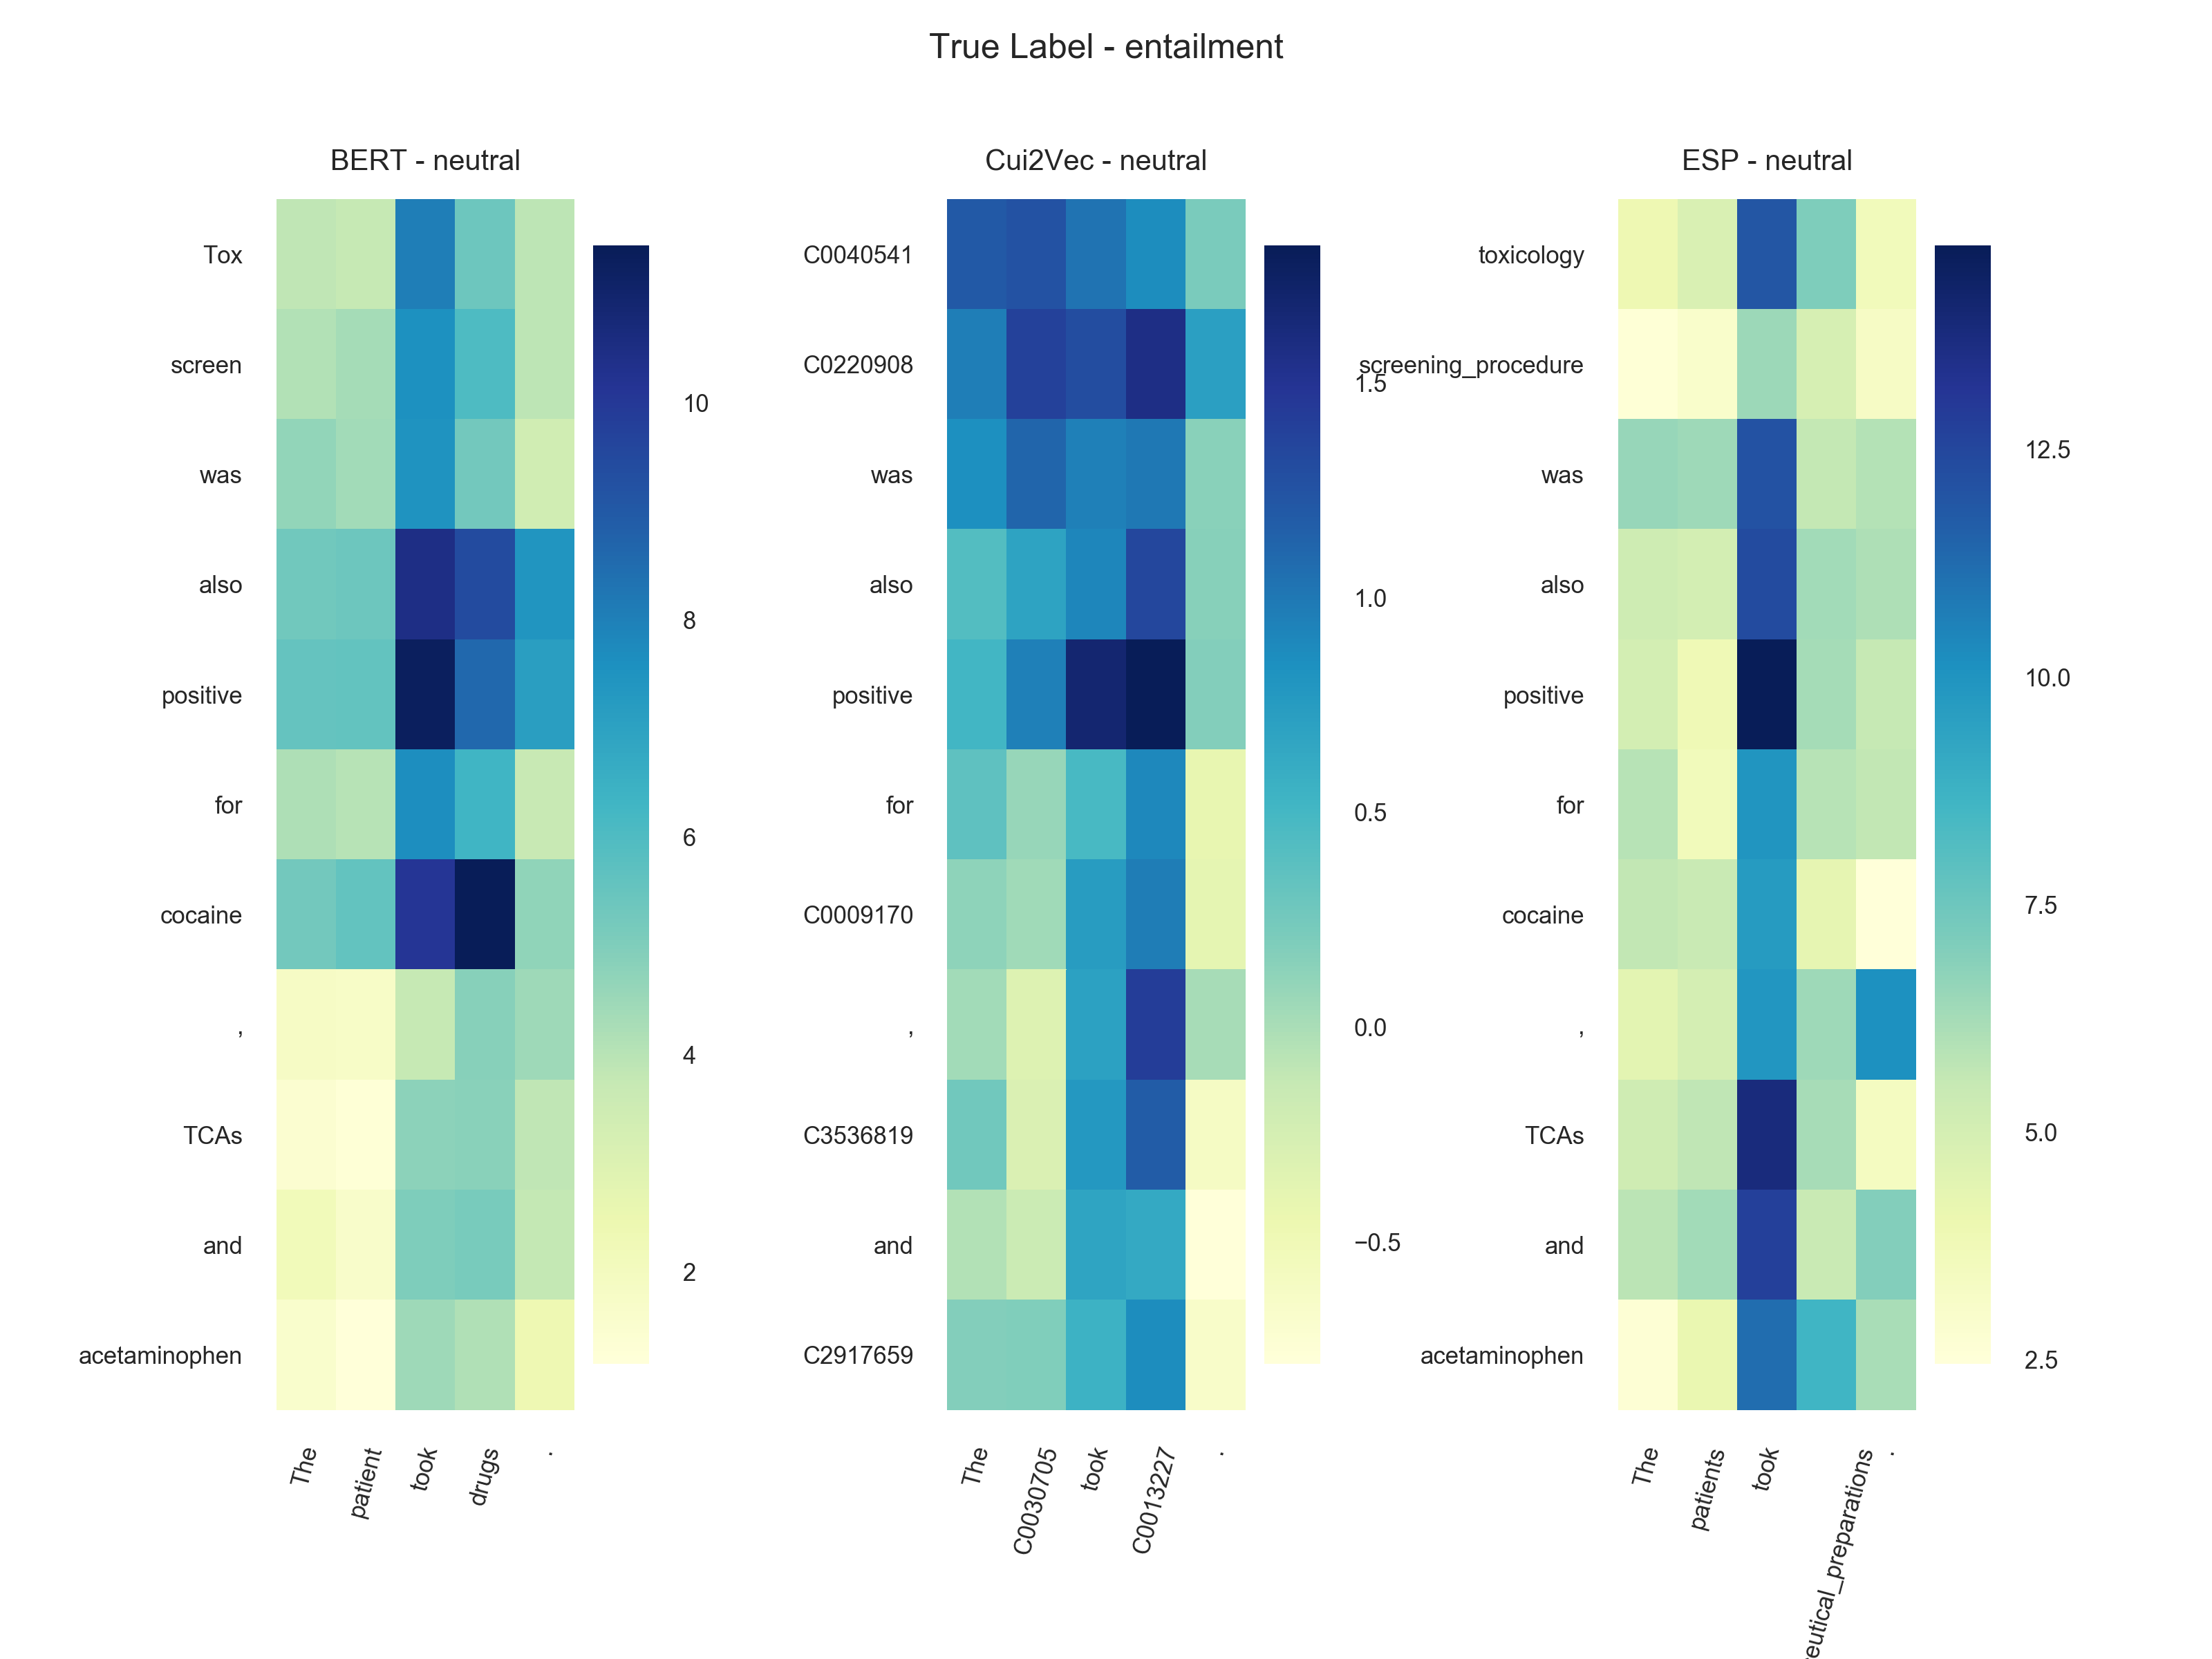 True Label - entailment
BERT - neutral
Tox
screen
was
also
positive
for
cocaine
,
TCAs
and
acetaminophen
The
patient
took
drugs
.
10
8
6
4
2
Cui2Vec - neutral
C0040541
C0220908
was
also
positive
for
C0009170
,
C3536819
and
C2917659
The
C0030705
took
C0013227
.
1.5
1.0
0.5
0.0
−0.5
ESP - neutral
toxicology
screening_procedure
was
also
positive
for
cocaine
,
TCAs
and
acetaminophen
The
patients
took
eutical_preparations
.
12.5
10.0
7.5
5.0
2.5